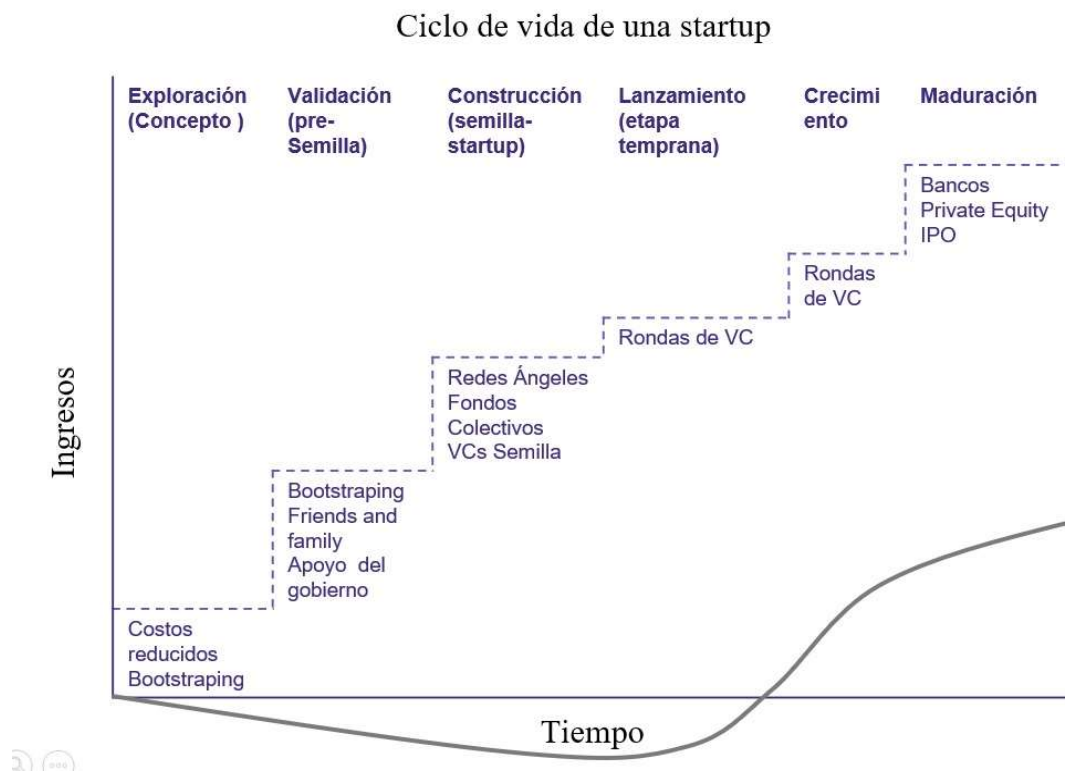 Ciclo de vida de una startup
Exploración
(Concepto )
Validación
(pre-
Semilla)
Construcción
(semilla-
startup)
Lanzamiento
(etapa
temprana)
Crecimi
ento
Maduración
Bancos
Private Equity
IPO
Rondas
de VC
Rondas de VC
Redes Ángeles
Fondos
Colectivos
VCs Semilla
Bootstraping
Friends and
family
Apoyo del
gobierno
Costos
reducidos
Bootstraping
Ingresos
Tiempo